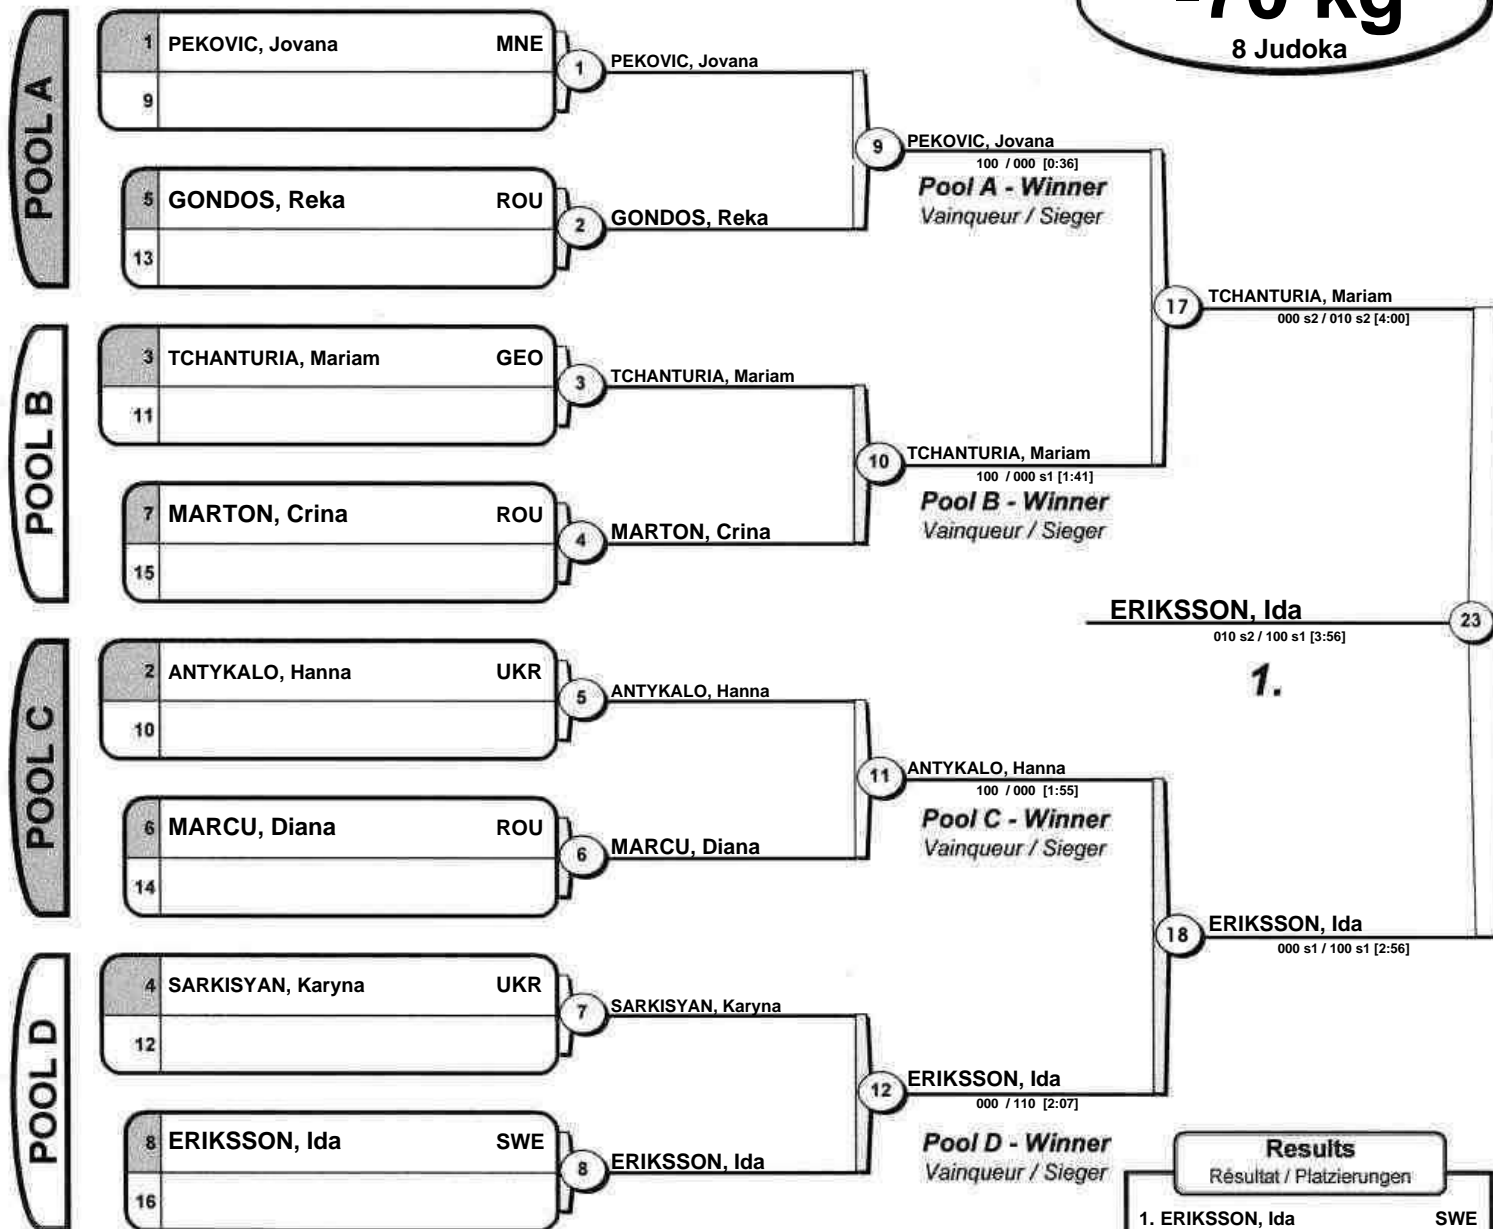 -70 kg
8 Judoka
POOL A
1 PEKOVIC, Jovana MNE
9
5 GONDOS, Reka ROU
13
1 PEKOVIC, Jovana
2 GONDOS, Reka
9 PEKOVIC, Jovana
100 / 000 [0:36]
Pool A - Winner
Vainqueur / Sieger
POOL B
3 TCHANTURIA, Mariam GEO
11
7 MARTON, Crina ROU
15
3 TCHANTURIA, Mariam
4 MARTON, Crina
10 TCHANTURIA, Mariam
100 / 000 s1 [1:41]
Pool B - Winner
Vainqueur / Sieger
17 TCHANTURIA, Mariam
000 s2 / 010 s2 [4:00]
ERIKSSON, Ida 23
010 s2 / 100 s1 [3:56]
1.
POOL C
2 ANTYKALO, Hanna UKR
10
6 MARCU, Diana ROU
14
5 ANTYKALO, Hanna
6 MARCU, Diana
11 ANTYKALO, Hanna
100 / 000 [1:55]
Pool C - Winner
Vainqueur / Sieger
18 ERIKSSON, Ida
000 s1 / 100 s1 [2:56]
POOL D
4 SARKISYAN, Karyna UKR
12
8 ERIKSSON, Ida SWE
16
7 SARKISYAN, Karyna
8 ERIKSSON, Ida
12 ERIKSSON, Ida
000 / 110 [2:07]
Pool D - Winner
Vainqueur / Sieger
Results
Résultat / Platzierungen
1. ERIKSSON, Ida SWE